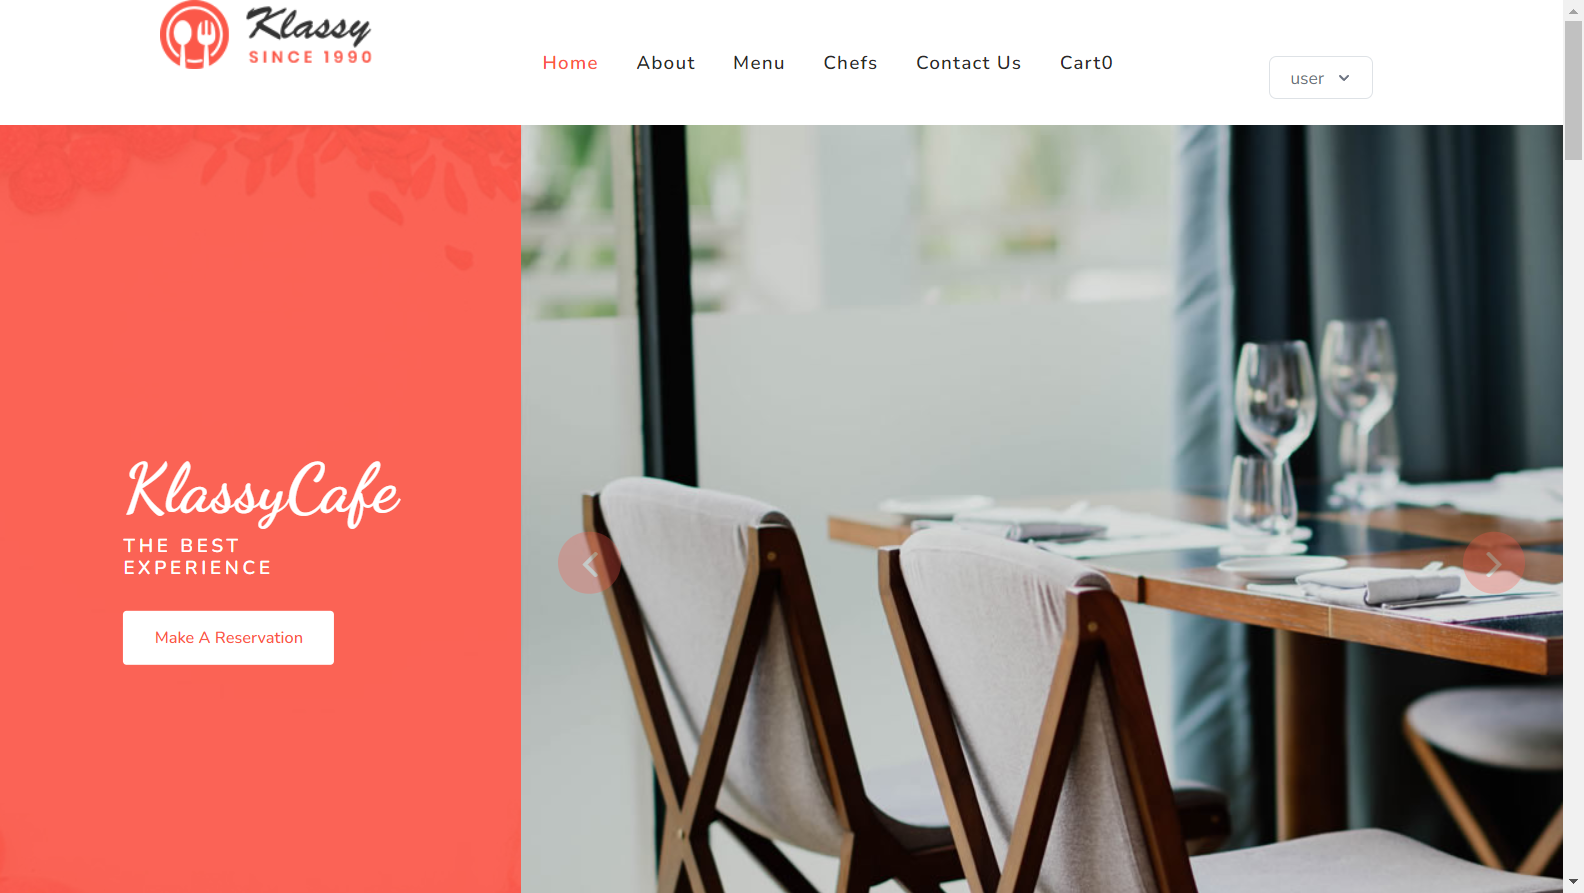 Klassy
SINCE 1990
Home
About
Menu
Chefs
Contact Us
Cart0
user
KlassyCafe
THE BEST
EXPERIENCE
Make A Reservation